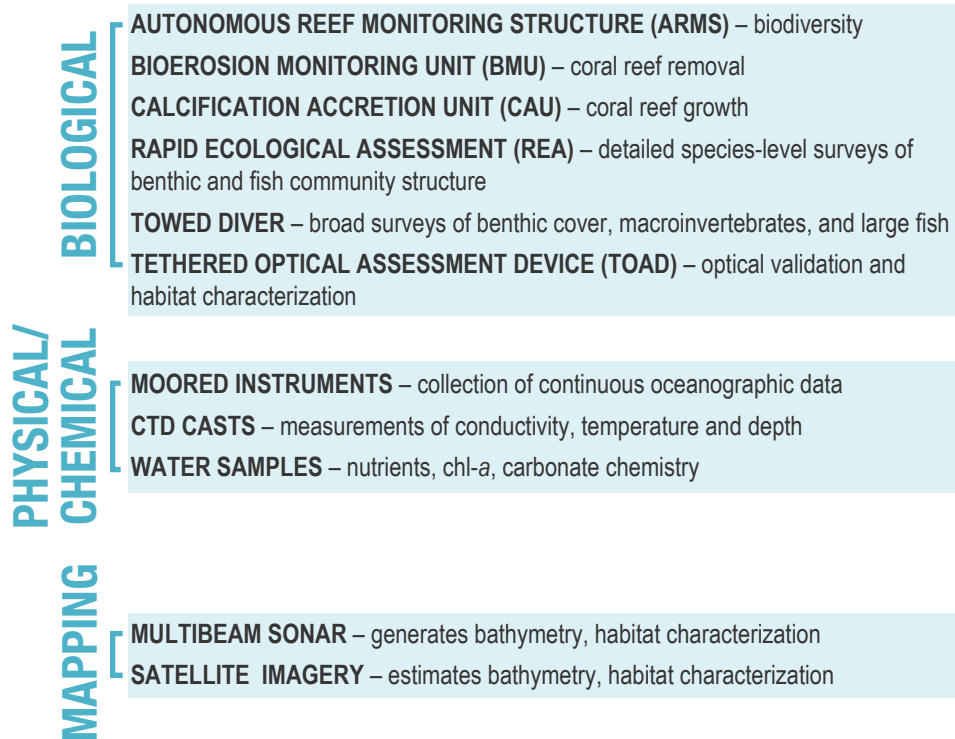 BIOLOGICAL
AUTONOMOUS REEF MONITORING STRUCTURE (ARMS) – biodiversity
BIOEROSION MONITORING UNIT (BMU) – coral reef removal
CALCIFICATION ACCRETION UNIT (CAU) – coral reef growth
RAPID ECOLOGICAL ASSESSMENT (REA) – detailed species-level surveys of
benthic and fish community structure
TOWED DIVER – broad surveys of benthic cover, macroinvertebrates, and large fish
TETHERED OPTICAL ASSESSMENT DEVICE (TOAD) – optical validation and
habitat characterization
PHYSICAL/
CHEMICAL
MOORED INSTRUMENTS – collection of continuous oceanographic data
CTD CASTS – measurements of conductivity, temperature and depth
WATER SAMPLES – nutrients, chl-a, carbonate chemistry
MAPPING
MULTIBEAM SONAR – generates bathymetry, habitat characterization
SATELLITE IMAGERY – estimates bathymetry, habitat characterization